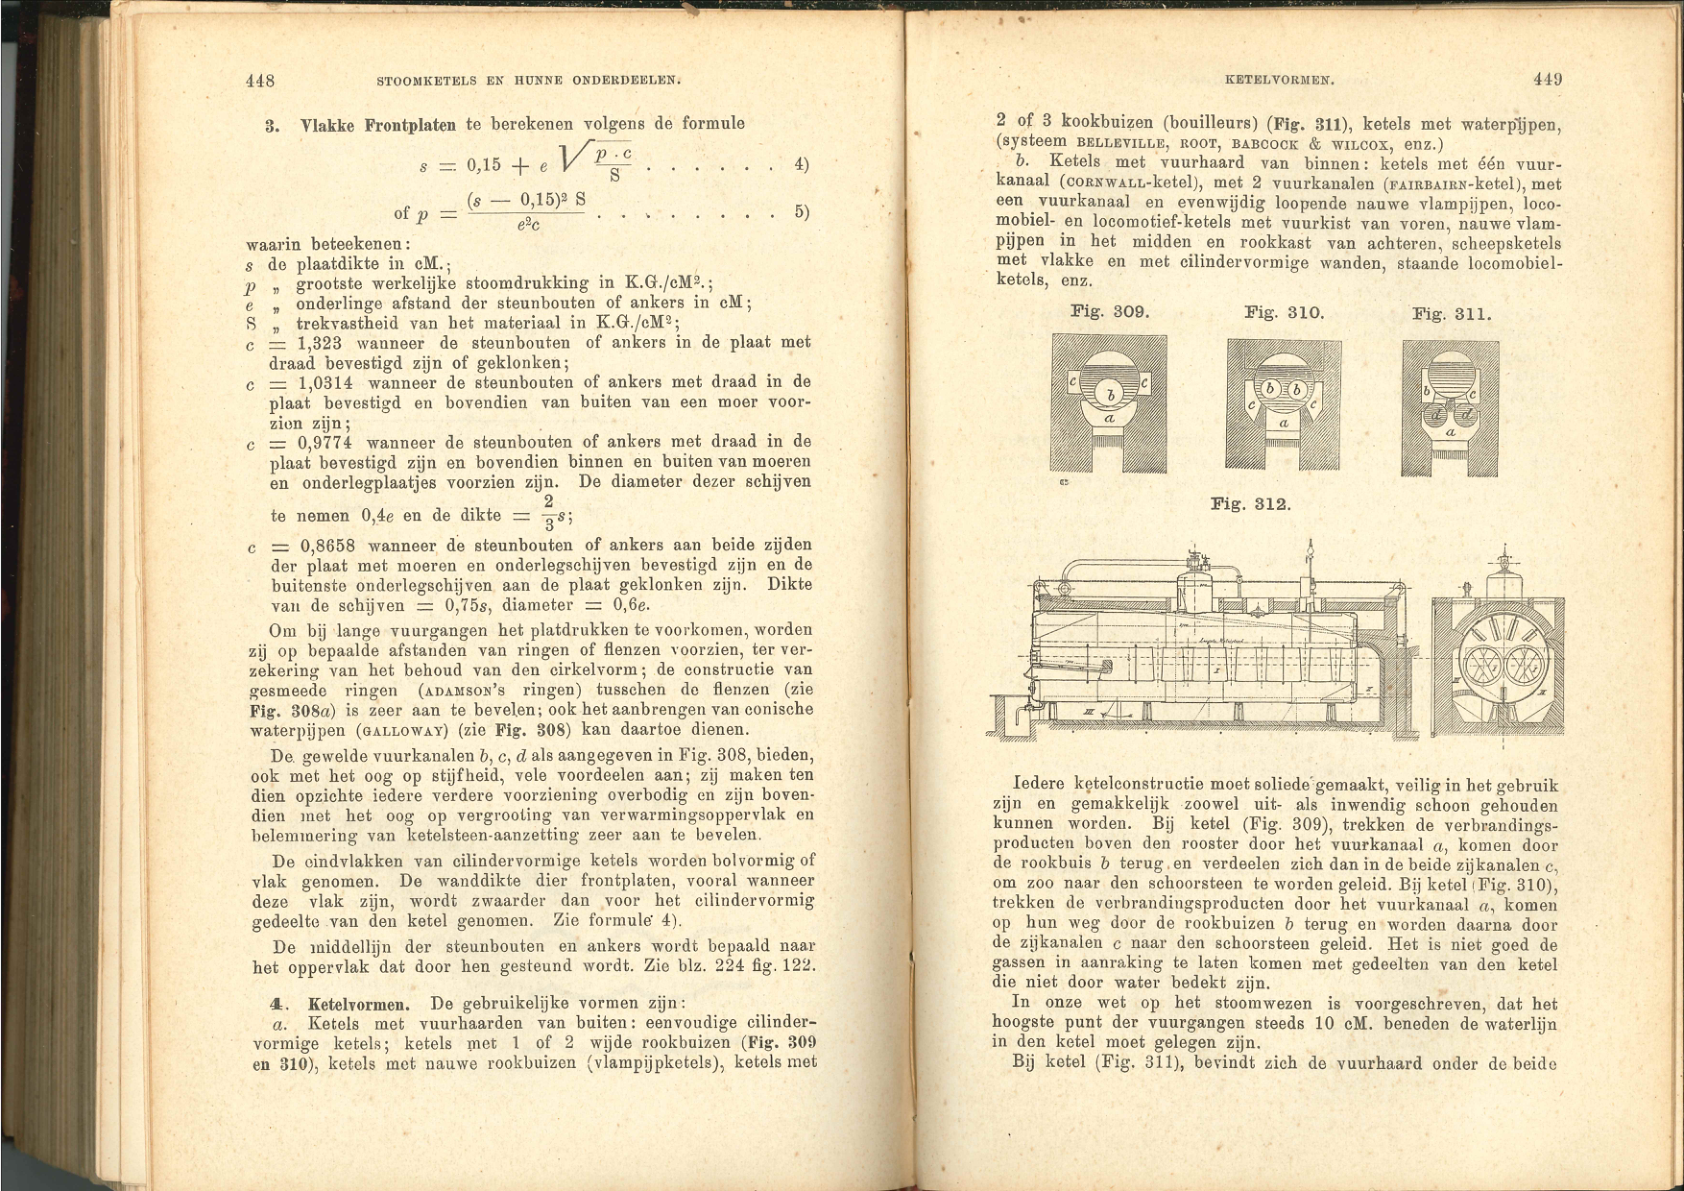 448 STOOMKETELS EN HUNNE ONDERDEELEN.
3. Vlakke Frontplaten te berekenen volgens de formule
s = 0,15 + e √ p . c / S . . . . . . 4)
of p = (s — 0,15)² S / e²c . . . . . . . . 5)
waarin beteekenen:
s de plaatdikte in cM.;
p „ grootste werkelijke stoomdrukking in K.G./cM².;
e „ onderlinge afstand der steunbouten of ankers in cM;
S „ trekvastheid van het materiaal in K.G./cM²;
c = 1,323 wanneer de steunbouten of ankers in de plaat met
draad bevestigd zijn of geklonken;
c = 1,0314 wanneer de steunbouten of ankers met draad in de
plaat bevestigd en bovendien van buiten van een moer voor-
zien zijn;
c = 0,9774 wanneer de steunbouten of ankers met draad in de
plaat bevestigd zijn en bovendien binnen en buiten van moeren
en onderlegplaatjes voorzien zijn. De diameter dezer schijven
te nemen 0,4e en de dikte = 2/3 s;
c = 0,8658 wanneer de steunbouten of ankers aan beide zijden
der plaat met moeren en onderlegschijven bevestigd zijn en de
buitenste onderlegschijven aan de plaat geklonken zijn. Dikte
van de schijven = 0,75s, diameter = 0,6e.
Om bij lange vuurgangen het platdrukken te voorkomen, worden
zij op bepaalde afstanden van ringen of flenzen voorzien, ter ver-
zekering van het behoud van den cirkelvorm; de constructie van
gesmeede ringen (ADAMSON'S ringen) tusschen de flenzen (zie
Fig. 308a) is zeer aan te bevelen; ook het aanbrengen van conische
waterpijpen (GALLOWAY) (zie Fig. 308) kan daartoe dienen.
De gewelde vuurkanalen b, c, d als aangegeven in Fig. 308, bieden,
ook met het oog op stijfheid, vele voordeelen aan; zij maken ten
dien opzichte iedere verdere voorziening overbodig en zijn boven-
dien met het oog op vergrooting van verwarmingsoppervlak en
belemmering van ketelsteen-aanzetting zeer aan te bevelen.
De eindvlakken van cilindervormige ketels worden bolvormig of
vlak genomen. De wanddikte dier frontplaten, vooral wanneer
deze vlak zijn, wordt zwaarder dan voor het cilindervormig
gedeelte van den ketel genomen. Zie formule 4).
De middellijn der steunbouten en ankers wordt bepaald naar
het oppervlak dat door hen gesteund wordt. Zie blz. 224 fig. 122.
4. Ketelvormen. De gebruikelijke vormen zijn:
a. Ketels met vuurhaarden van buiten: eenvoudige cilinder-
vormige ketels; ketels met 1 of 2 wijde rookbuizen (Fig. 309
en 310), ketels met nauwe rookbuizen (vlampijpketels), ketels met
KETELVORMEN. 449
2 of 3 kookbuizen (bouilleurs) (Fig. 311), ketels met waterpijpen,
(systeem BELLEVILLE, ROOT, BABCOCK & WILCOX, enz.)
b. Ketels met vuurhaard van binnen: ketels met één vuur-
kanaal (CORNWALL-ketel), met 2 vuurkanalen (FAIRBAIRN-ketel), met
een vuurkanaal en evenwijdig loopende nauwe vlampijpen, loco-
mobiel- en locomotief-ketels met vuurkist van voren, nauwe vlam-
pijpen in het midden en rookkast van achteren, scheepsketels
met vlakke en met cilindervormige wanden, staande locomobiel-
ketels, enz.
Fig. 309. Fig. 310. Fig. 311.
c b c a
b b c c a
b c d d a
Fig. 312.
III
Iedere ketelconstructie moet soliede gemaakt, veilig in het gebruik
zijn en gemakkelijk zoowel uit- als inwendig schoon gehouden
kunnen worden. Bij ketel (Fig. 309), trekken de verbrandings-
producten boven den rooster door het vuurkanaal a, komen door
de rookbuis b terug en verdeelen zich dan in de beide zijkanalen c,
om zoo naar den schoorsteen te worden geleid. Bij ketel (Fig. 310),
trekken de verbrandingsproducten door het vuurkanaal a, komen
op hun weg door de rookbuizen b terug en worden daarna door
de zijkanalen c naar den schoorsteen geleid. Het is niet goed de
gassen in aanraking te laten komen met gedeelten van den ketel
die niet door water bedekt zijn.
In onze wet op het stoomwezen is voorgeschreven, dat het
hoogste punt der vuurgangen steeds 10 cM. beneden de waterlijn
in den ketel moet gelegen zijn.
Bij ketel (Fig. 311), bevindt zich de vuurhaard onder de beide